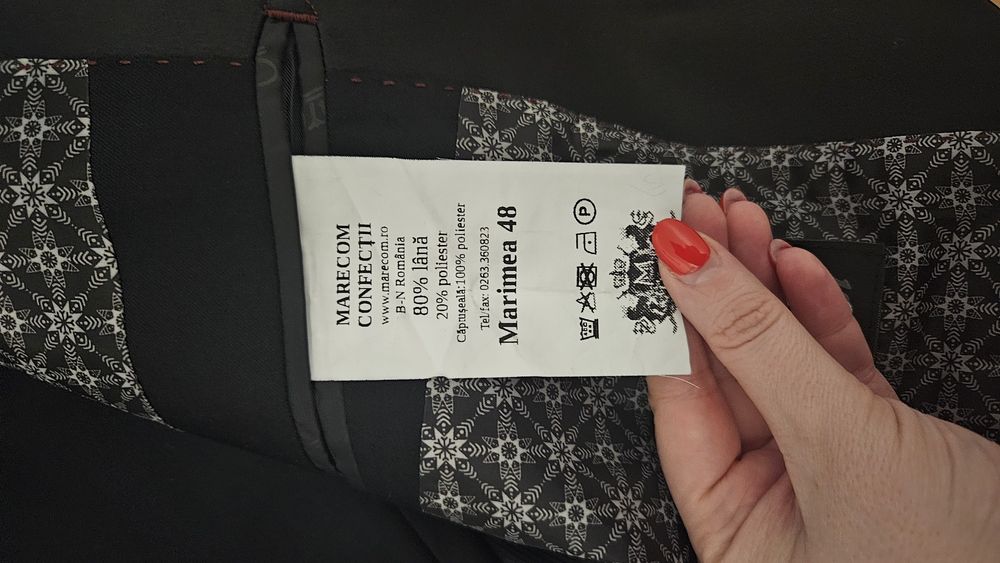 MARECOM
CONFECȚII
www.marecom.ro
B-N România
80% lână
20% poliester
Căptușeală:100% poliester
Tel/fax: 0263.360823
Marimea 48
P